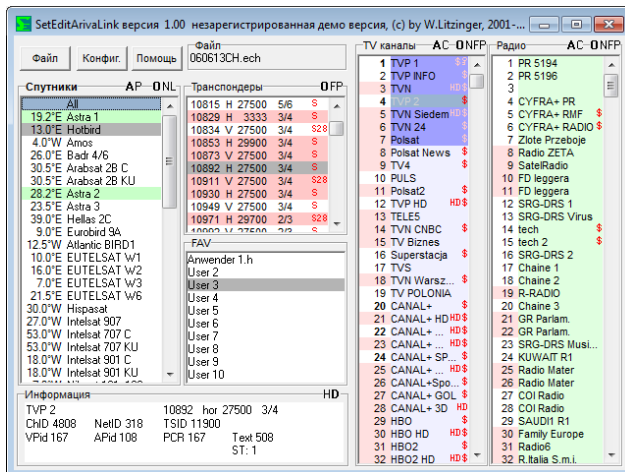 SetEditArivaLink версия 1.00 незарегистрированная демо версия, (c) by W.Litzinger, 2001-...
Файл Конфиг. Помощь
Файл
060613CH.ech
Спутники A P O N L
All
19.2°E Astra 1
13.0°E Hotbird
4.0°W Amos
26.0°E Badr 4/6
30.5°E Arabsat 2B C
30.5°E Arabsat 2B KU
28.2°E Astra 2
23.5°E Astra 3
39.0°E Hellas 2C
9.0°E Eurobird 9A
12.5°W Atlantic BIRD1
10.0°E EUTELSAT W1
16.0°E EUTELSAT W2
7.0°E EUTELSAT W3
21.5°E EUTELSAT W6
30.0°W Hispasat
27.0°W Intelsat 907
53.0°W Intelsat 707 C
53.0°W Intelsat 707 KU
18.0°W Intelsat 901 C
18.0°W Intelsat 901 KU
Транспондеры O F P
10815 H 27500 5/6 S
10829 H 3333 3/4 S
10834 V 27500 3/4 S28
10853 H 29900 3/4 S
10873 V 27500 3/4 S
10892 H 27500 3/4 S
10911 V 27500 3/4 S28
10930 H 27500 3/4 S
10949 V 27500 3/4 S
10971 H 29700 2/3 S28
10992 V 27500 2/3 S
FAV
Anwender 1.h
User 2
User 3
User 4
User 5
User 6
User 7
User 8
User 9
User 10
TV каналы A C - O N F P
1 TVP 1 S2
2 TVP INFO $
3 TVN HD$
4 TVP 2 $
5 TVN Siedem HD$
6 TVN 24 $
7 Polsat $
8 Polsat News $
9 TV4 $
10 PULS
11 Polsat2 $
12 TVP HD HD$
13 TELE5
14 TVN CNBC $
15 TV Biznes
16 Superstacja $
17 TVS
18 TVN Warsz... $
19 TV POLONIA
20 CANAL+ $
21 CANAL+ HD HD$
22 CANAL+ ... HD$
23 CANAL+ ... HD$
24 CANAL+ SP... $
25 CANAL+ ... HD$
26 CANAL+Spo... $
27 CANAL+ GOL $
28 CANAL+ 3D HD
29 HBO $
30 HBO HD HD$
31 HBO2 $
32 HBO2 HD HD$
Радио A C - O N F P
1 PR 5194
2 PR 5196
3
4 CYFRA+ PR
5 CYFRA+ RMF $
6 CYFRA+ RADIO $
7 Zlote Przeboje
8 Radio ZETA
9 SatelRadio
10 FD leggera
11 FD leggera
12 SRG-DRS 1
13 SRG-DRS Virus
14 tech $
15 tech 2 $
16 SRG-DRS 2
17 Chaine 1
18 Chaine 2
19 R-RADIO
20 Chaine 3
21 GR Parlam.
22 GR Parlam.
23 SRG-DRS Musi...
24 KUWAIT R1
25 Radio Mater
26 Radio Mater
27 COI Radio
28 COI Radio
29 SAUDI1 R1
30 Family Europe
31 Radio6
32 R.Italia S.m.i.
Информация HD
TVP 2 10892 hor 27500 3/4
ChID 4808 NetID 318 TSID 11900
VPid 167 APid 108 PCR 167 Text 508
ST: 1